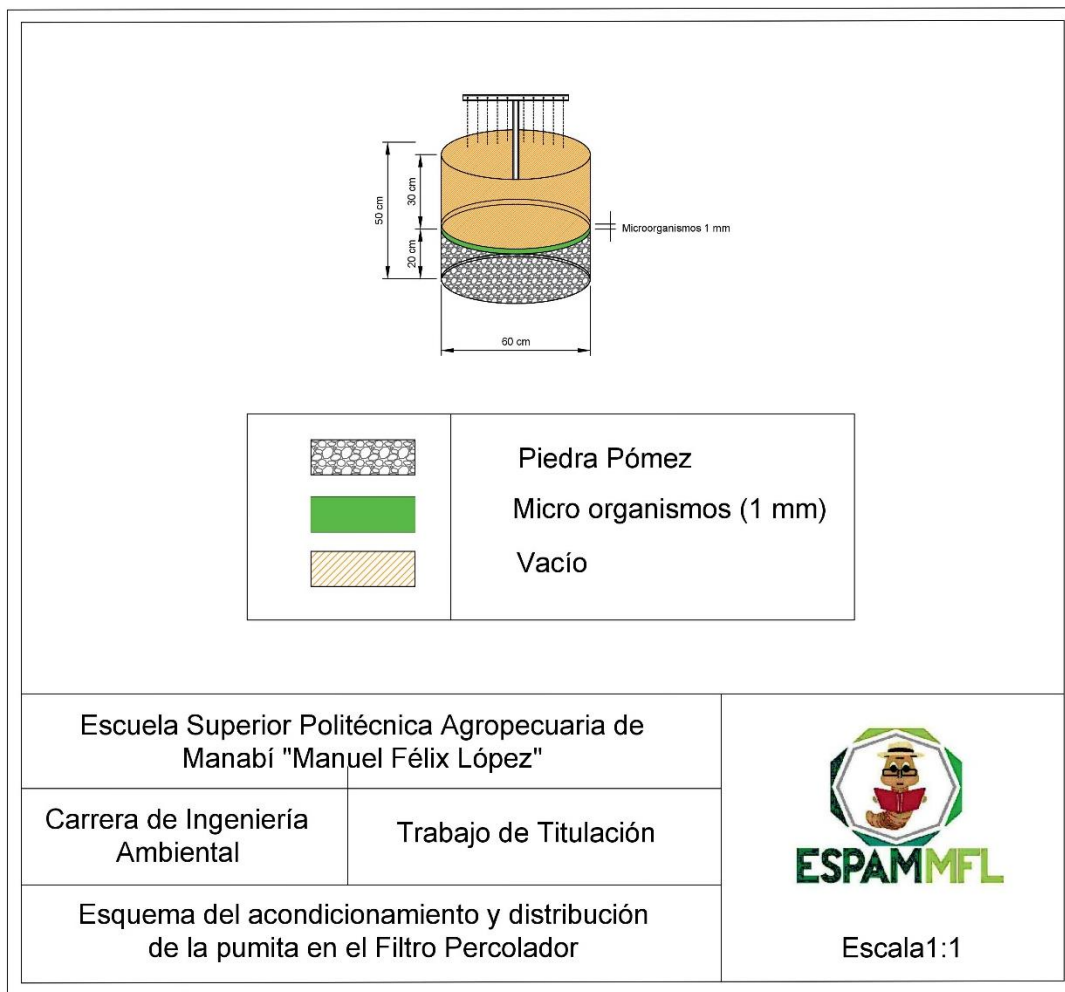 50 cm
30 cm
20 cm
Microorganismos 1 mm
60 cm
Piedra Pómez
Micro organismos (1 mm)
Vacío
Escuela Superior Politécnica Agropecuaria de
Manabí "Manuel Félix López"
Carrera de Ingeniería
Ambiental
Trabajo de Titulación
Esquema del acondicionamiento y distribución
de la pumita en el Filtro Percolador
ESPAMMFL
Escala1:1